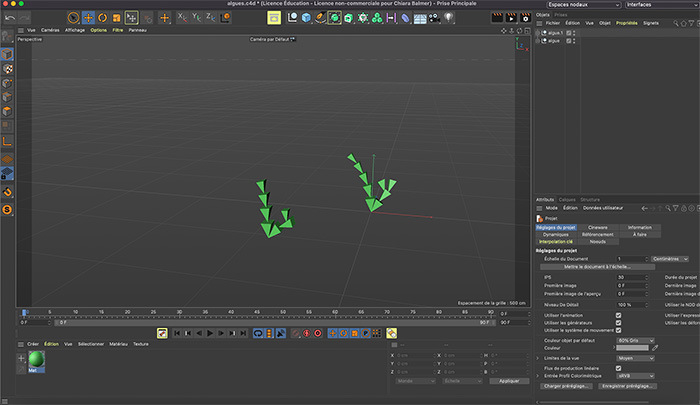 algues.c4d * (Licence Éducation - Licence non-commerciale pour Chiara Balmer) - Prise Principale
Espaces nodaux Interfaces
Objets Prises
Fichier Édition Vue Objet Propriétés Signets
algue 1
algue
Vues Caméras Affichage Options Filtre Panneau
Perspective
Caméra par Défaut
Espacement de la grille : 500 cm
Attributs Calques Structure
Mode Édition Données utilisateur
Projet
Réglages du projet Cineware Information
Dynamiques Référencement À faire
Interpolation clé Noeuds
Réglages du projet
Échelle du Document 1 Centimètres
Mettre le document à l'échelle...
IPS 30 Durée du projet
Première image 0 F Dernière image
Première image de l'aperçu 0 F Dernière image
Niveau De Détail 100 % Utiliser NDD
Utiliser l'animation Utiliser l'express
Utiliser les générateurs Utiliser les défor
Utiliser le système de mouvement
Couleur objet par défaut 60% Gris
Couleur
Limites de la vue Moyen
Flux de production linéaire
Entrée Profil Colorimétrique sRVB
Charger préréglage... Enregistrer préréglage...
0 5 10 15 20 25 30 35 40 45 50 55 60 65 70 75 80 85 90
0 F
0 F 0 F 90 F 90 F
Créer Édition Vue Sélectionner Matériau Texture
Mat
X 0 cm X 0 cm H 0°
Y 0 cm Y 0 cm P 0°
Z 0 cm Z 0 cm B 0°
Monde Échelle Appliquer